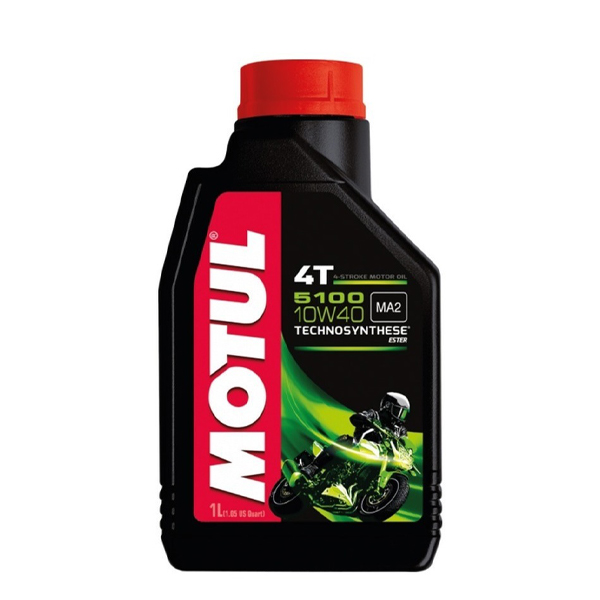 MOTUL®
4T 4-STROKE MOTOR OIL
5100
10W40 MA2
TECHNOSYNTHESE®
ESTER
1L(1.05 US Quart)